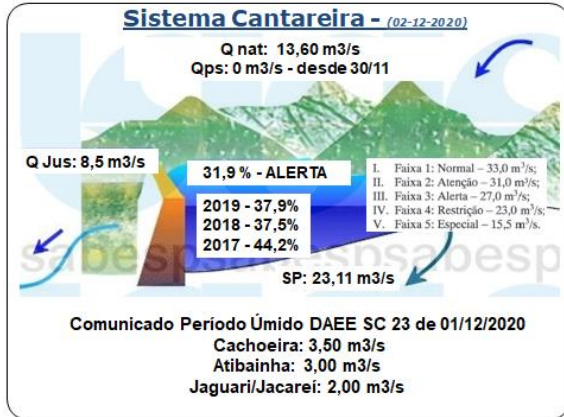 Sistema Cantareira - (02-12-2020)
Q nat: 13,60 m3/s
Qps: 0 m3/s - desde 30/11
Q Jus: 8,5 m3/s
31,9 % - ALERTA
2019 - 37,9%
2018 - 37,5%
2017 - 44,2%
I. Faixa 1: Normal – 33,0 m³/s;
II. Faixa 2: Atenção – 31,0 m³/s;
III. Faixa 3: Alerta – 27,0 m³/s;
IV. Faixa 4: Restrição – 23,0 m³/s;
V. Faixa 5: Especial – 15,5 m³/s.
sabespsabespsabesp
SP: 23,11 m3/s
Comunicado Período Úmido DAEE SC 23 de 01/12/2020
Cachoeira: 3,50 m3/s
Atibainha: 3,00 m3/s
Jaguari/Jacareí: 2,00 m3/s